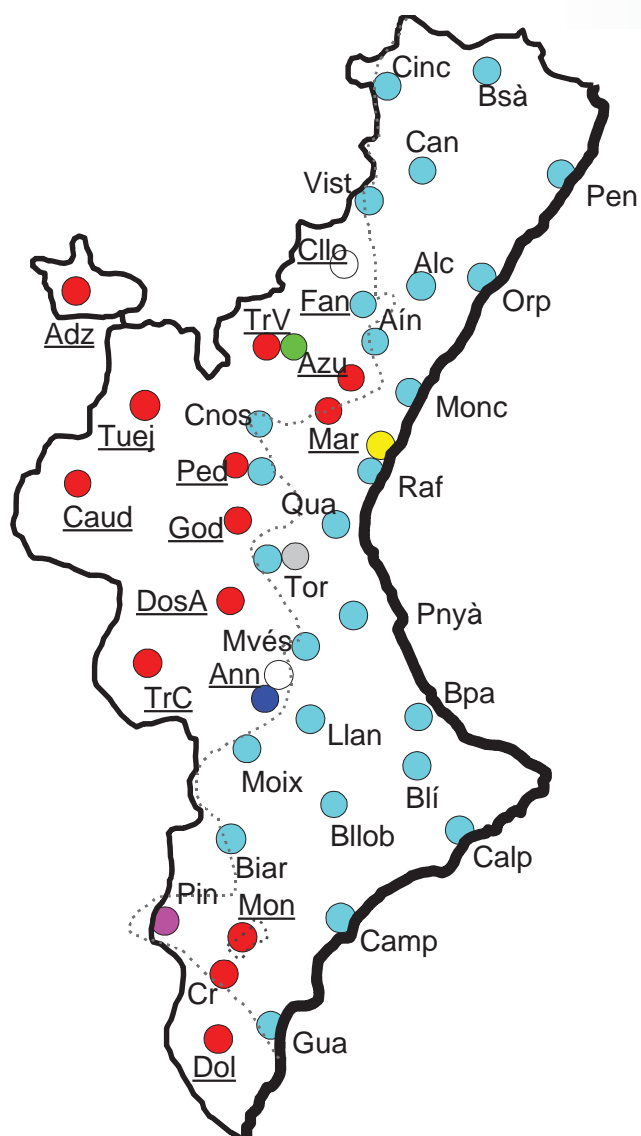 Cinc
Bsà
Can
Pen
Vist
Cllo
Alc
Orp
Fan
Adz
TrV
Aín
Azu
Monc
Tuej
Cnos
Mar
Ped
Raf
Caud
Qua
God
Tor
DosA
Pnyà
Mvés
Ann
TrC
Bpa
Llan
Moix
Blí
Bllob
Calp
Biar
Pin
Mon
Camp
Cr
Gua
Dol